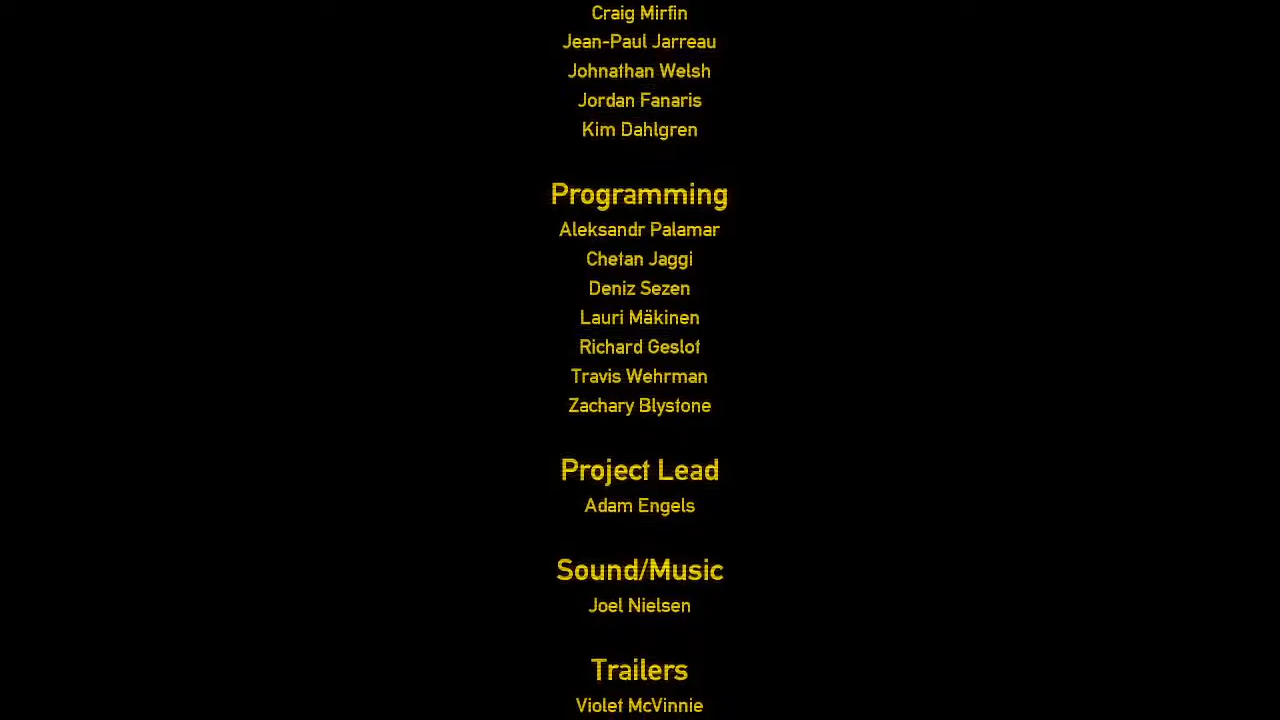 Craig Mirfin
Jean-Paul Jarreau
Johnathan Welsh
Jordan Fanaris
Kim Dahlgren
Programming
Aleksandr Palamar
Chetan Jaggi
Deniz Sezen
Lauri Mäkinen
Richard Geslot
Travis Wehrman
Zachary Blystone
Project Lead
Adam Engels
Sound/Music
Joel Nielsen
Trailers
Violet McVinnie